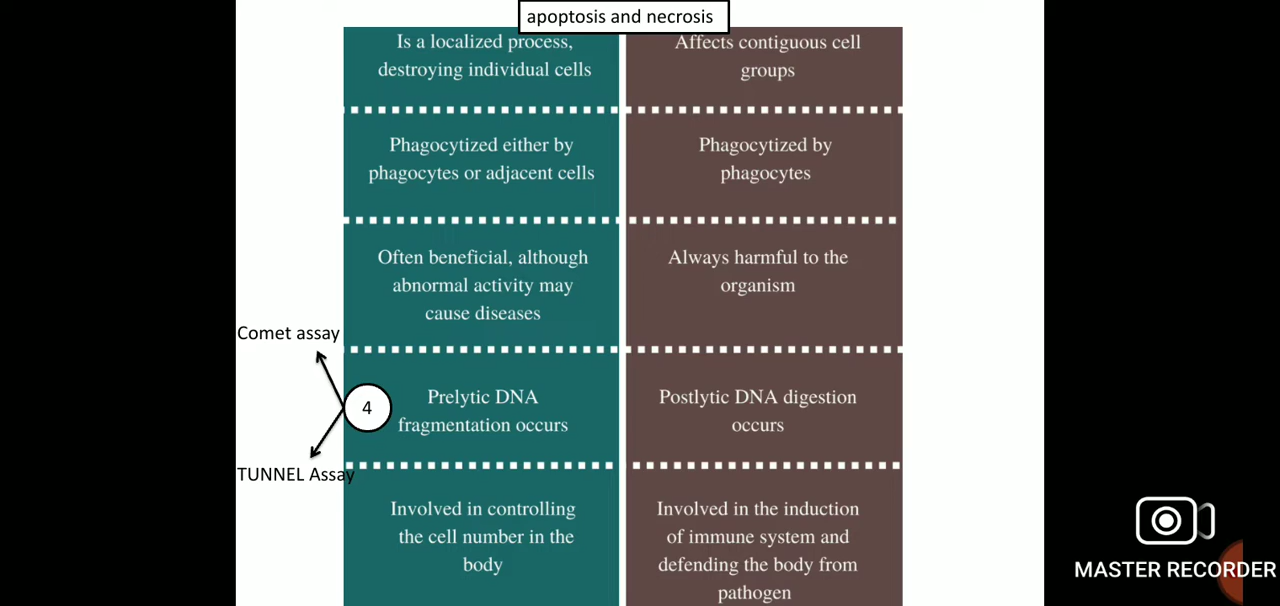 apoptosis and necrosis
Is a localized process,
destroying individual cells
Affects contiguous cell
groups
Phagocytized either by
phagocytes or adjacent cells
Phagocytized by
phagocytes
Often beneficial, although
abnormal activity may
cause diseases
Always harmful to the
organism
Comet assay
4
Prelytic DNA
fragmentation occurs
Postlytic DNA digestion
occurs
TUNNEL Assay
Involved in controlling
the cell number in the
body
Involved in the induction
of immune system and
defending the body from
pathogen
MASTER RECORDER